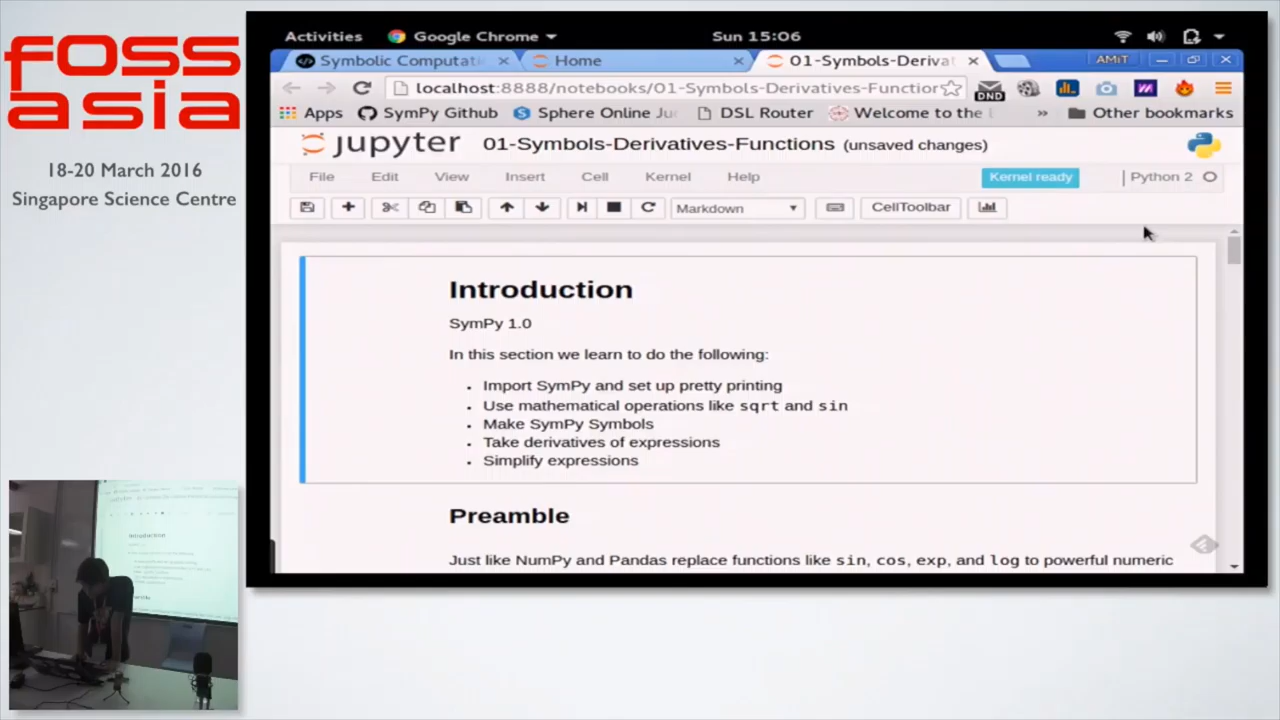 fOSS
asia
18-20 March 2016
Singapore Science Centre
Activities
Google Chrome
Sun 15:06
Symbolic Computati
Home
01-Symbols-Derivat
AMIT
localhost:8888/notebooks/01-Symbols-Derivatives-Function
DND
Apps
SymPy Github
Sphere Online Ju
DSL Router
Welcome to the
»
Other bookmarks
jupyter
01-Symbols-Derivatives-Functions (unsaved changes)
File
Edit
View
Insert
Cell
Kernel
Help
Kernel ready
Python 2
Markdown
CellToolbar
Introduction
SymPy 1.0
In this section we learn to do the following:
• Import SymPy and set up pretty printing
• Use mathematical operations like sqrt and sin
• Make SymPy Symbols
• Take derivatives of expressions
• Simplify expressions
Preamble
Just like NumPy and Pandas replace functions like sin, cos, exp, and log to powerful numeric
Introduction